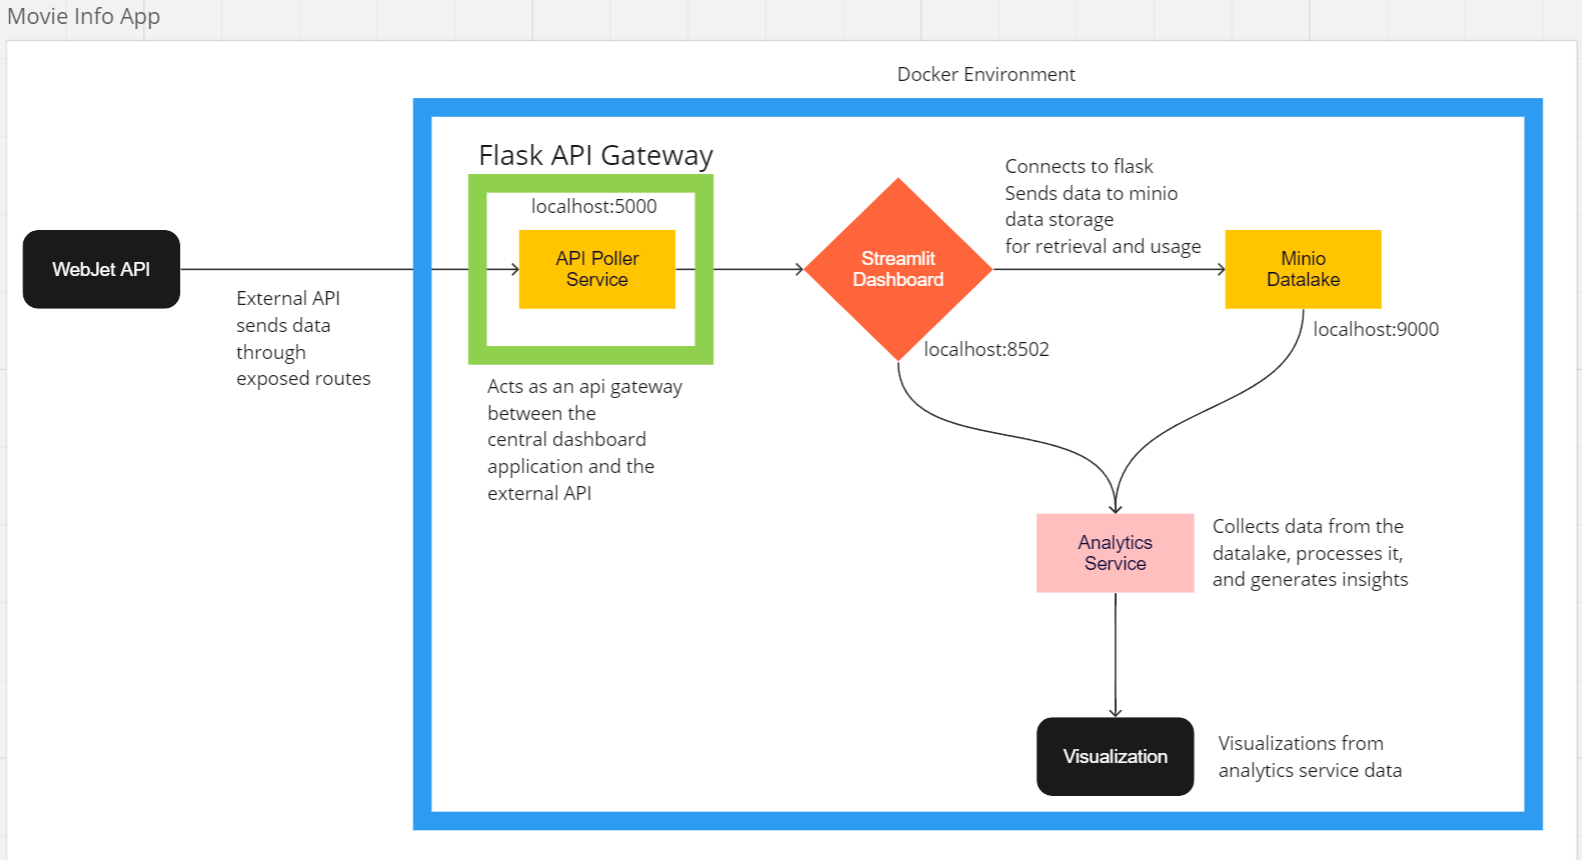 Movie Info App
Docker Environment
Flask API Gateway
localhost:5000
WebJet API
API Poller
Service
External API
sends data
through
exposed routes
Acts as an api gateway
between the
central dashboard
application and the
external API
Streamlit
Dashboard
localhost:8502
Connects to flask
Sends data to minio
data storage
for retrieval and usage
Minio
Datalake
localhost:9000
Analytics
Service
Collects data from the
datalake, processes it,
and generates insights
Visualization
Visualizations from
analytics service data